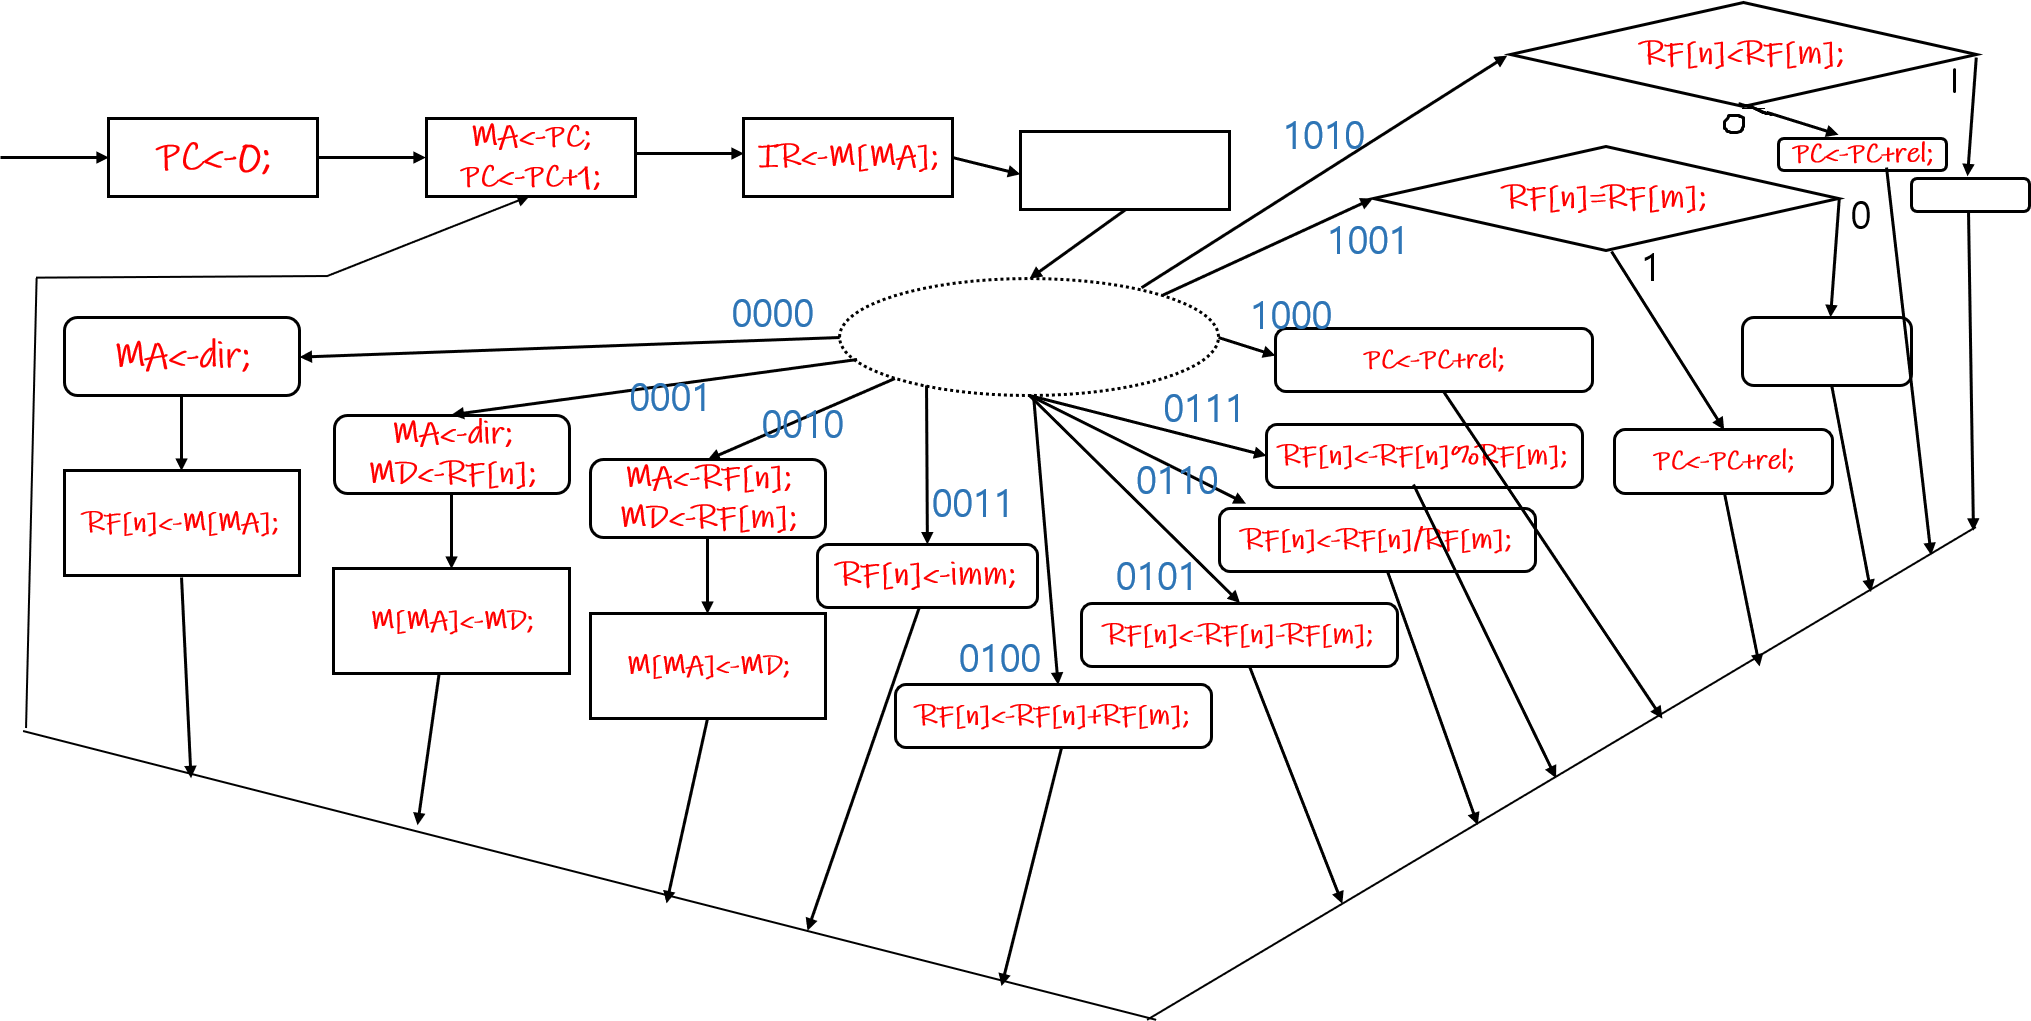 RF[n]<RF[m];
1
0
1010
PC<-0;
MA<-PC;
PC<-PC+1;
IR<-M[MA];
PC<-PC+rel;
RF[n]=RF[m];
0
1001
1
0000
1000
MA<-dir;
PC<-PC+rel;
0001
0010
0111
MA<-dir;
MD<-RF[n];
RF[n]<-RF[n]%RF[m];
PC<-PC+rel;
MA<-RF[n];
MD<-RF[m];
0110
0011
RF[n]<-M[MA];
RF[n]<-RF[n]/RF[m];
RF[n]<-imm;
0101
M[MA]<-MD;
RF[n]<-RF[n]-RF[m];
M[MA]<-MD;
0100
RF[n]<-RF[n]+RF[m];